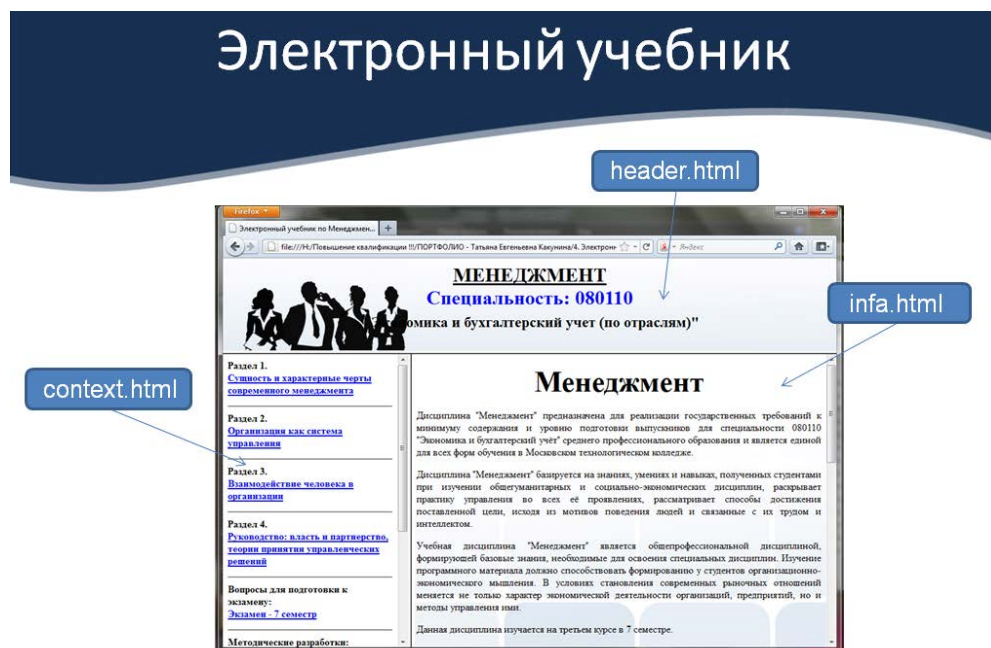 Электронный учебник
header.html
Firefox
Электронный учебник по Менеджмен...
file:///H:/Повышение квалификации !!!/ПОРТФОЛИО - Татьяна Евгеньевна Какунина/4. Электрон
Яндекс
МЕНЕДЖМЕНТ
Специальность: 080110
омика и бухгалтерский учет (по отраслям)"
infa.html
context.html
Раздел 1.
Сущность и характерные черты
современного менеджмента
Раздел 2.
Организация как система
управления
Раздел 3.
Взаимодействие человека в
организации
Раздел 4.
Руководство: власть и партнерство,
теории принятия управленческих
решений
Вопросы для подготовки к
экзамену:
Экзамен - 7 семестр
Методические разработки:
Менеджмент
Дисциплина "Менеджмент" предназначена для реализации государственных требований к
минимуму содержания и уровню подготовки выпускников для специальности 080110
"Экономика и бухгалтерский учёт" среднего профессионального образования и является единой
для всех форм обучения в Московском технологическом колледже.
Дисциплина "Менеджмент" базируется на знаниях, умениях и навыках, полученных студентами
при изучении общегуманитарных и социально-экономических дисциплин, раскрывает
практику управления во всех её проявлениях, рассматривает способы достижения
поставленной цели, исходя из мотивов поведения людей и связанные с их трудом и
интеллектом.
Учебная дисциплина "Менеджмент" является общепрофессиональной дисциплиной,
формирующей базовые знания, необходимые для освоения специальных дисциплин. Изучение
программного материала должно способствовать формированию у студентов организационно-
экономического мышления. В условиях становления современных рыночных отношений
меняется не только характер экономической деятельности организаций, предприятий, но и
методы управления ими.
Данная дисциплина изучается на третьем курсе в 7 семестре.